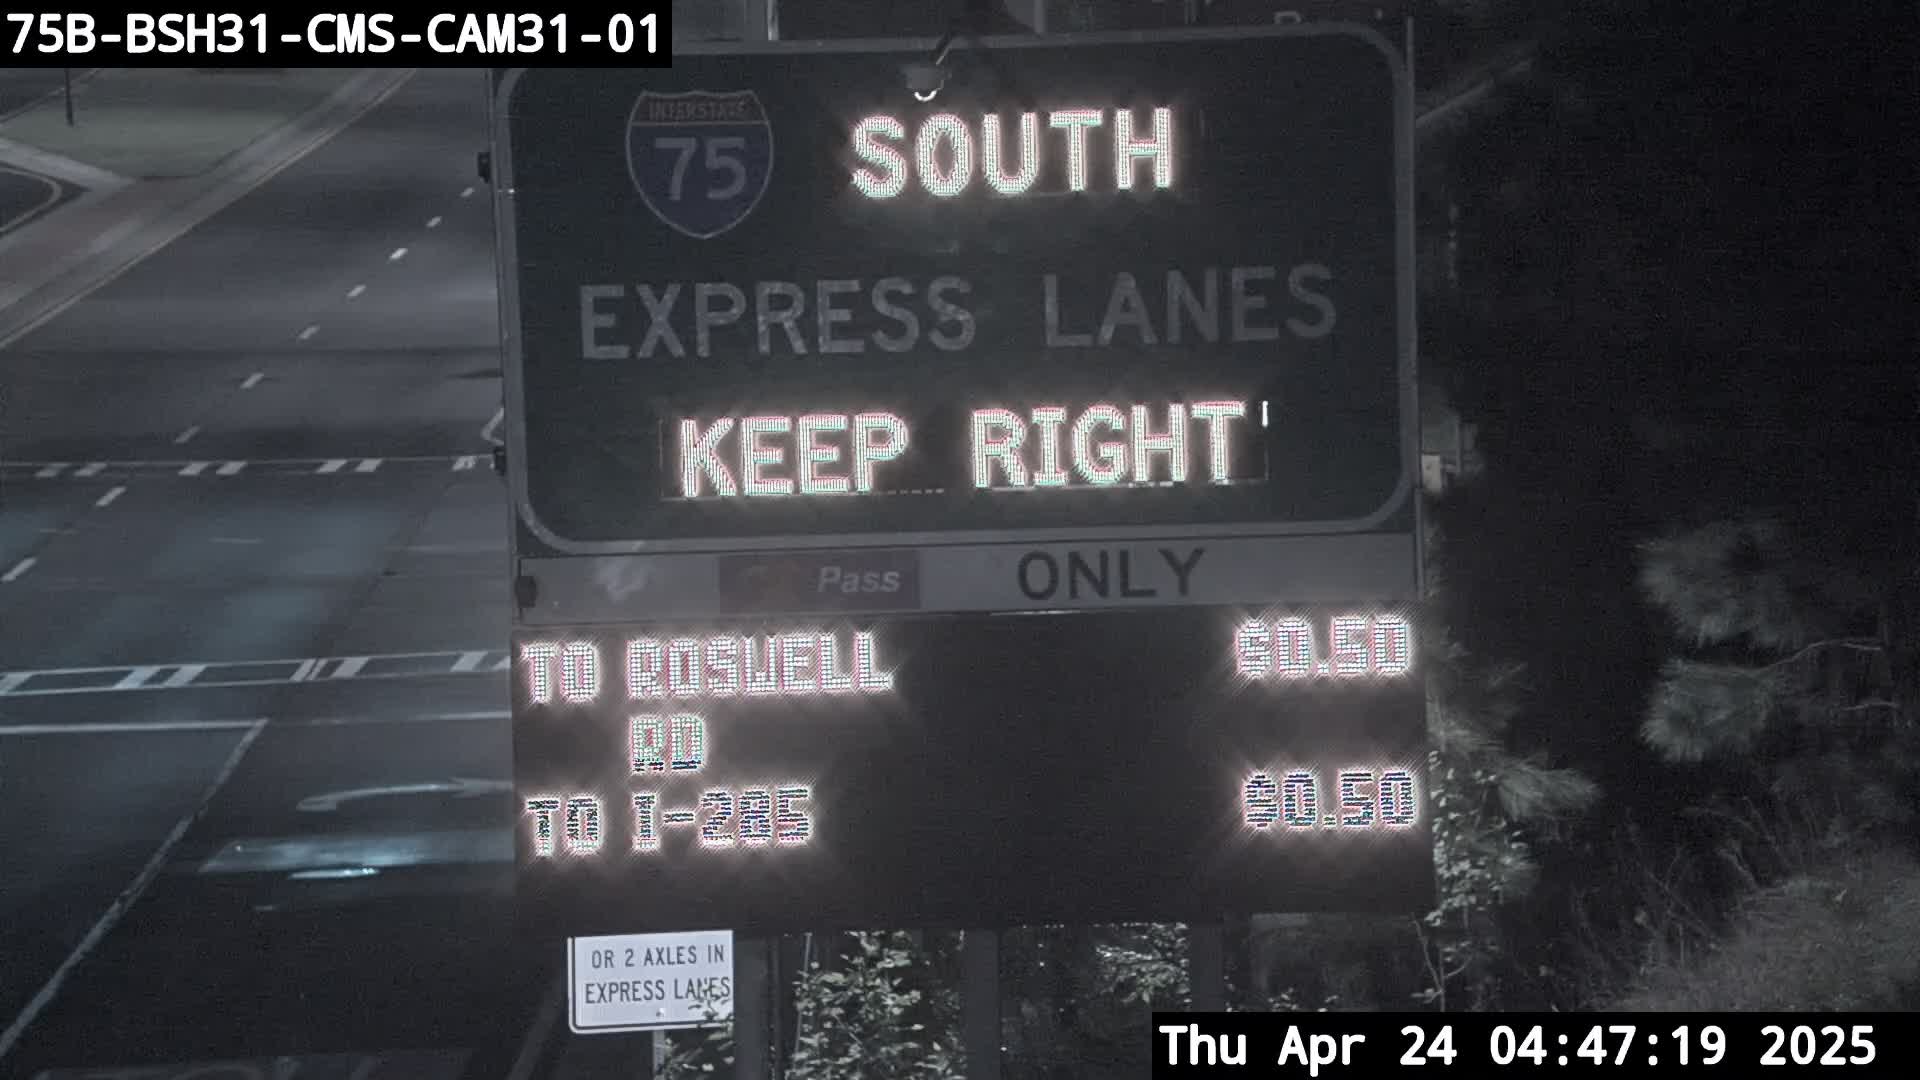 75B-BSH31-CMS-CAM31-01
INTERSTATE
75
SOUTH
EXPRESS LANES
KEEP RIGHT
Pass ONLY
TO ROSWELL $0.50
RD
TO I-285 $0.50
OR 2 AXLES IN
EXPRESS LANES
Thu Apr 24 04:47:19 2025